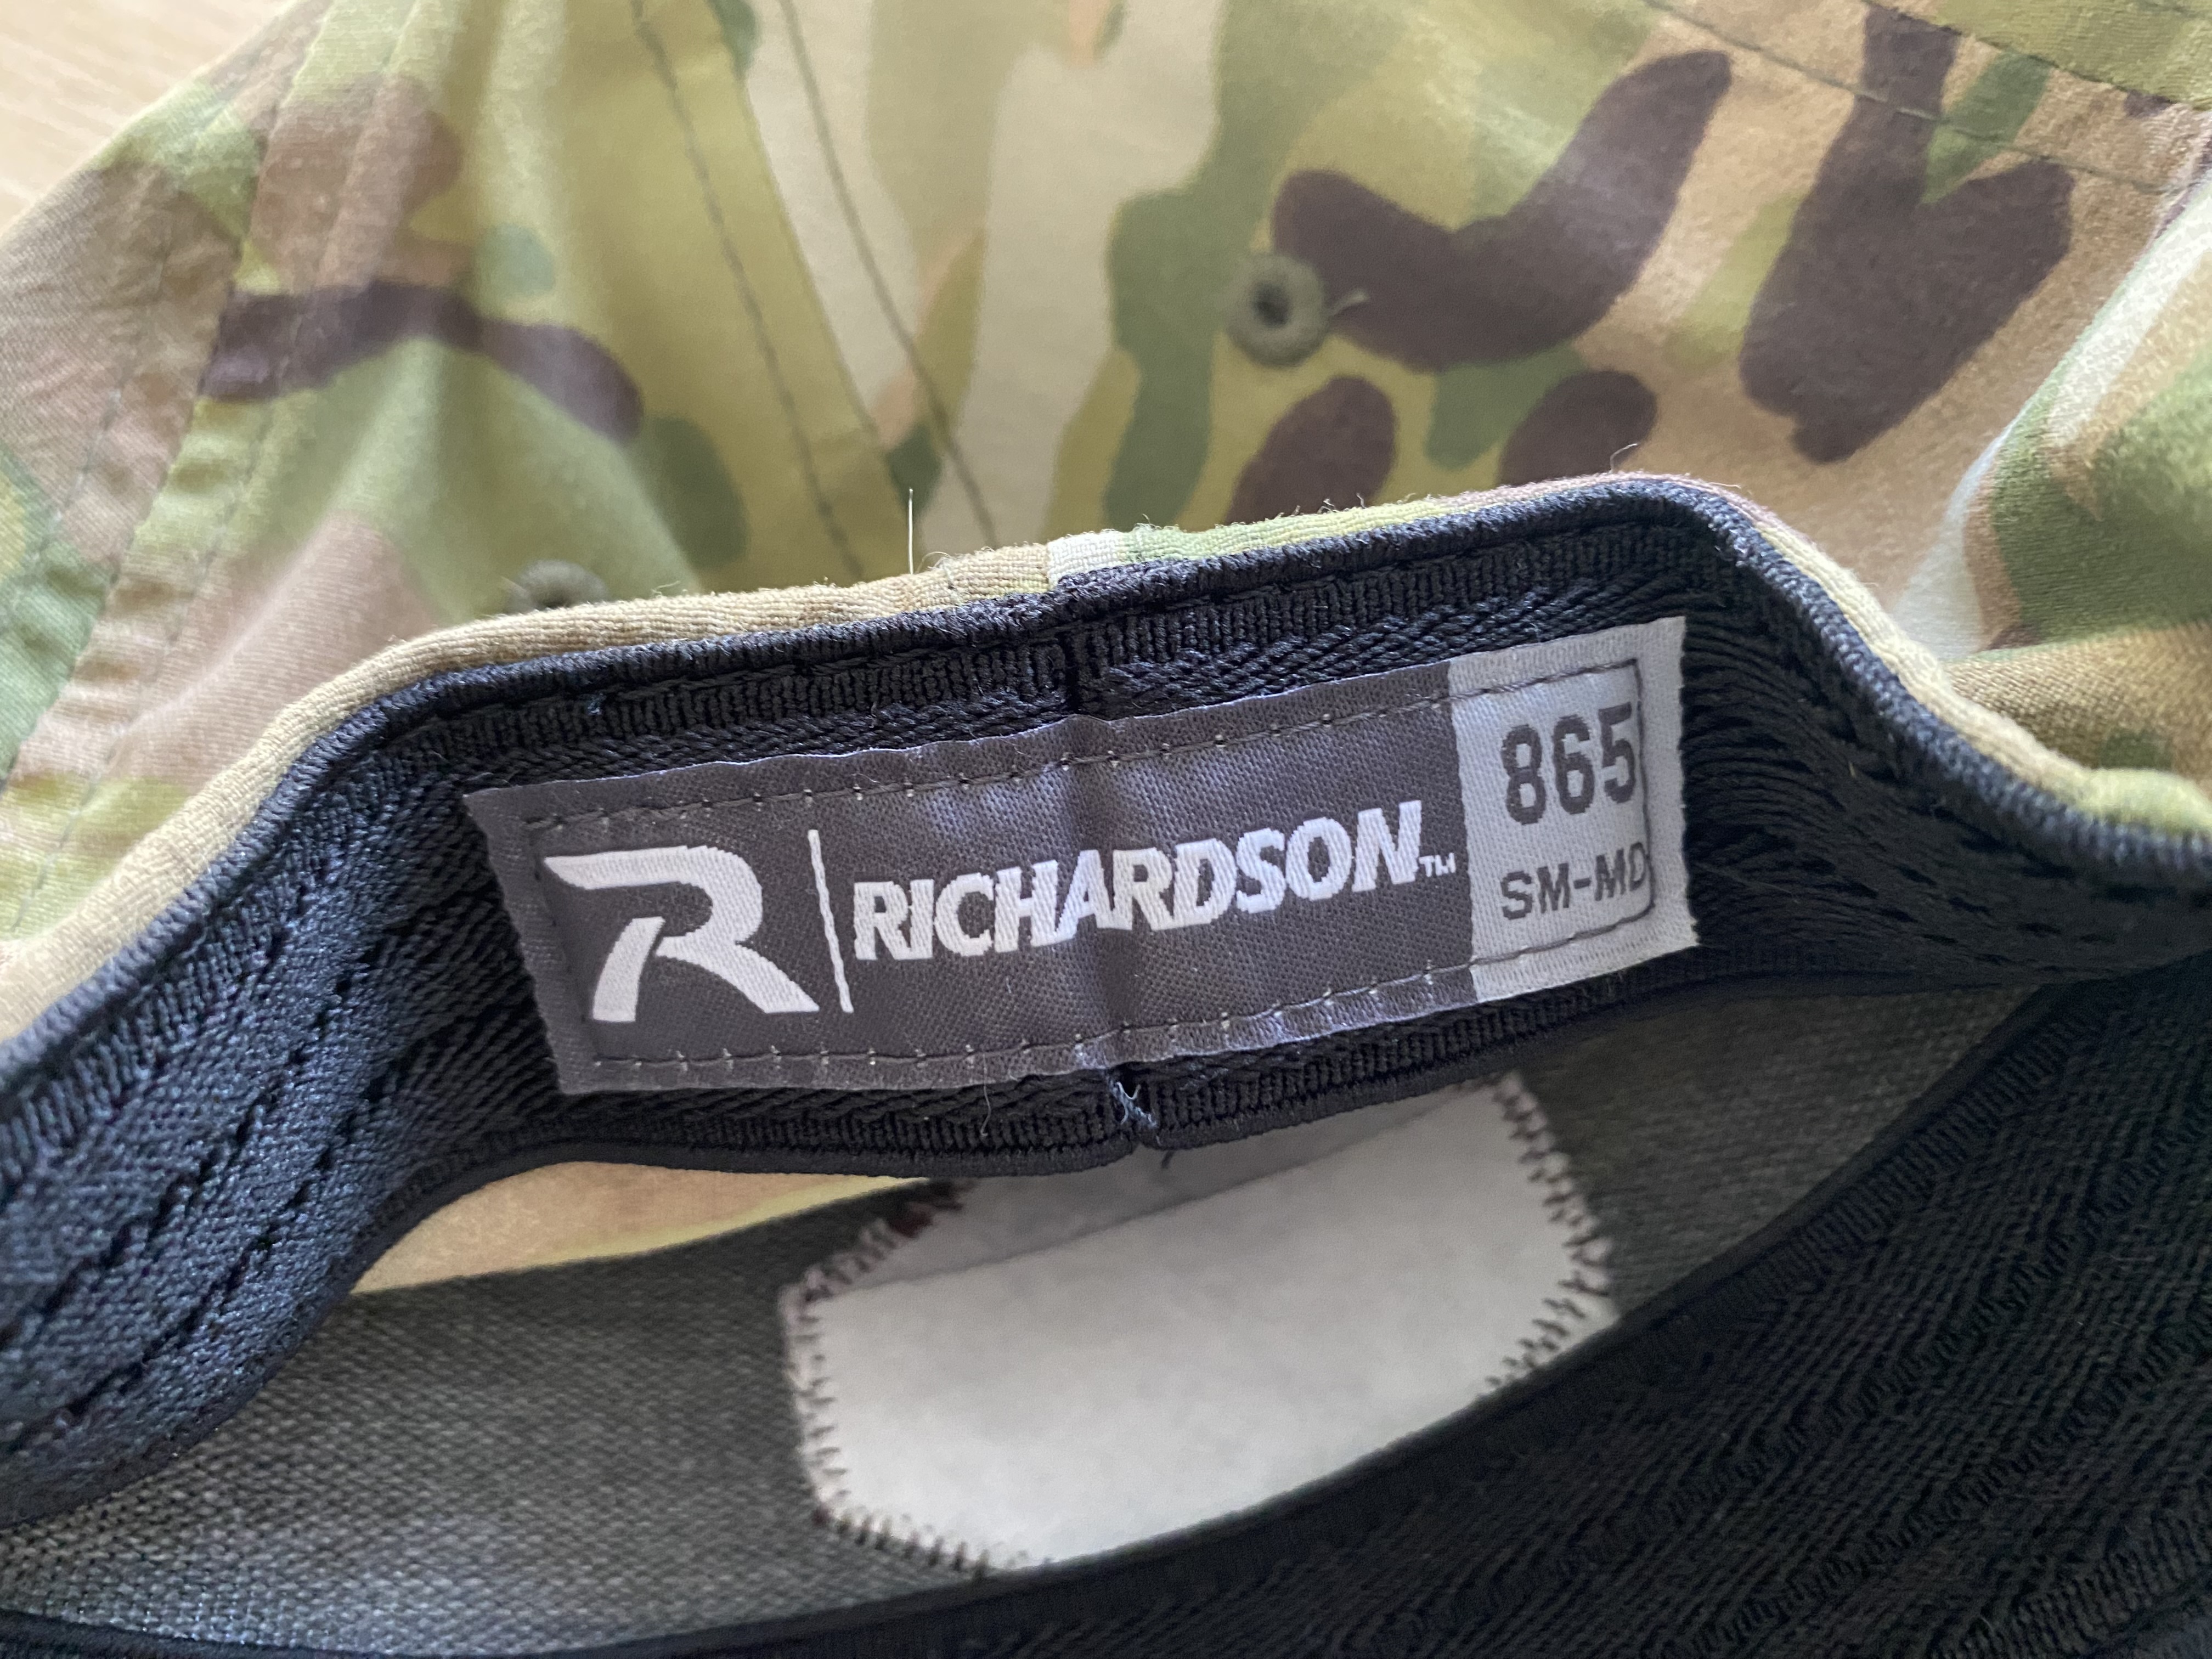 R RICHARDSON™
865
SM-MD